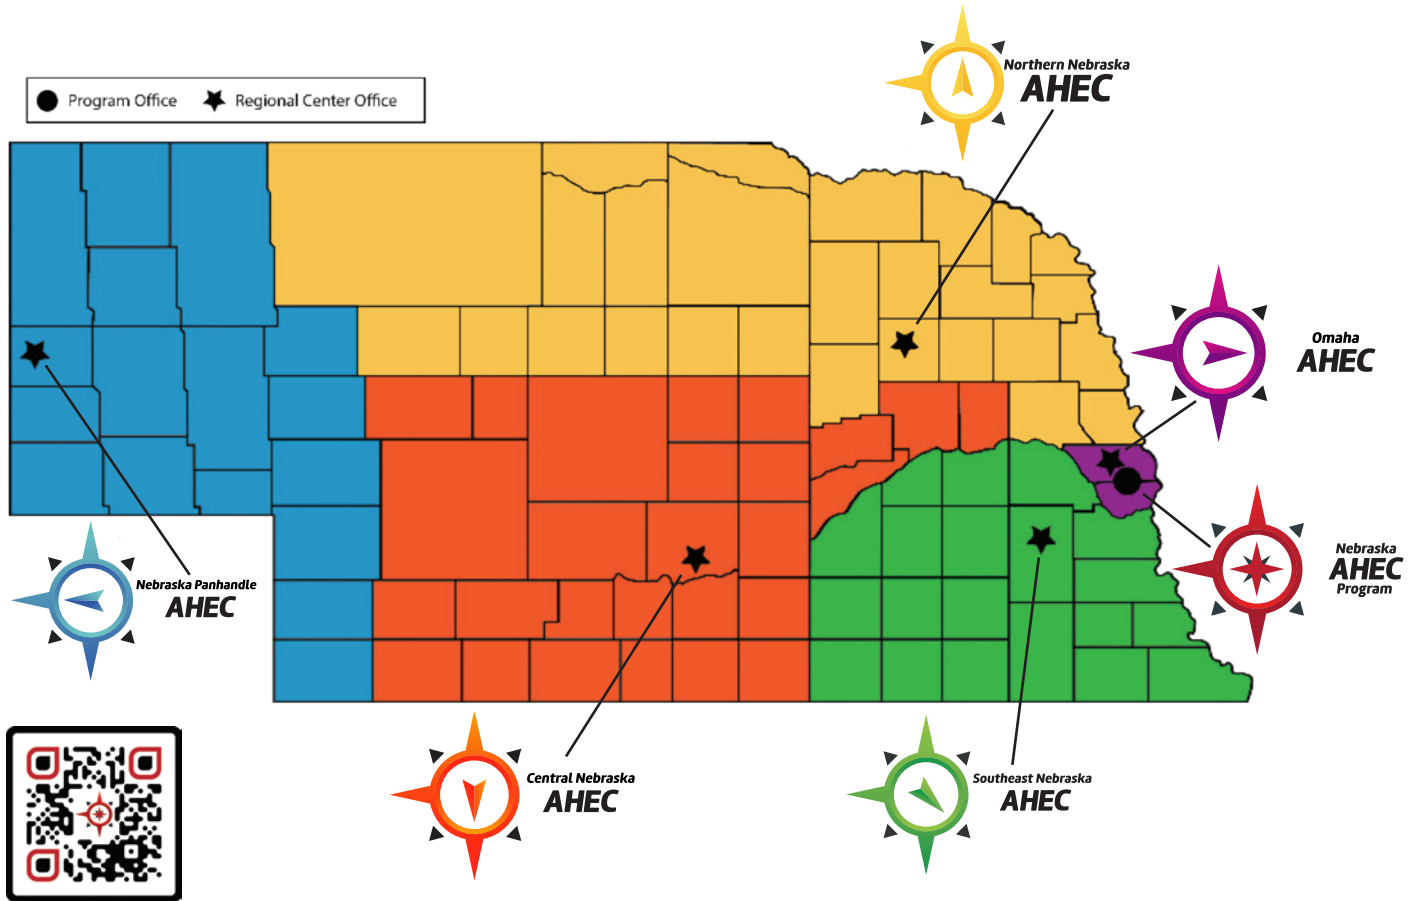 Northern Nebraska
AHEC
Program Office
Regional Center Office
Omaha
AHEC
Nebraska
AHEC
Program
Nebraska Panhandle
AHEC
Central Nebraska
AHEC
Southeast Nebraska
AHEC